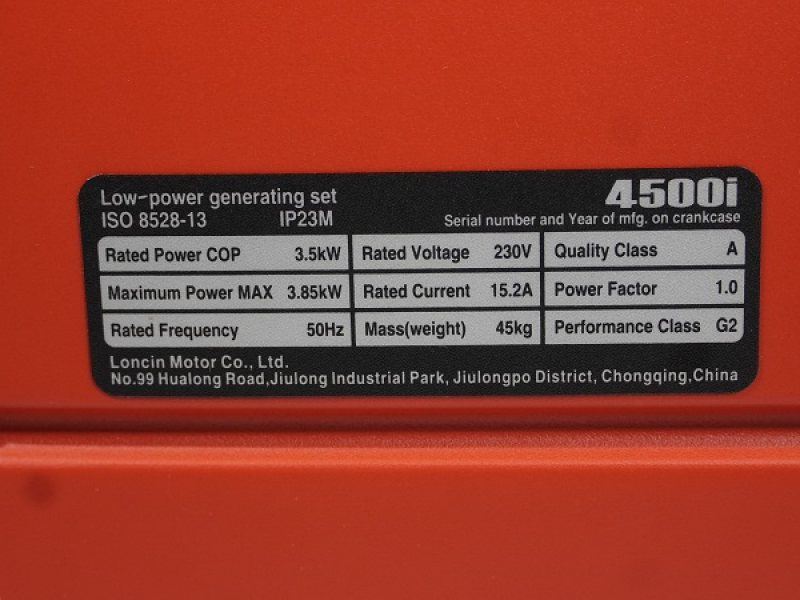 Low-power generating set
4500i
ISO 8528-13 IP23M
Serial number and Year of mfg. on crankcase
Rated Power COP 3.5kW Rated Voltage 230V Quality Class A
Maximum Power MAX 3.85kW Rated Current 15.2A Power Factor 1.0
Rated Frequency 50Hz Mass(weight) 45kg Performance Class G2
Loncin Motor Co., Ltd.
No.99 Hualong Road,Jiulong Industrial Park, Jiulongpo District, Chongqing,China